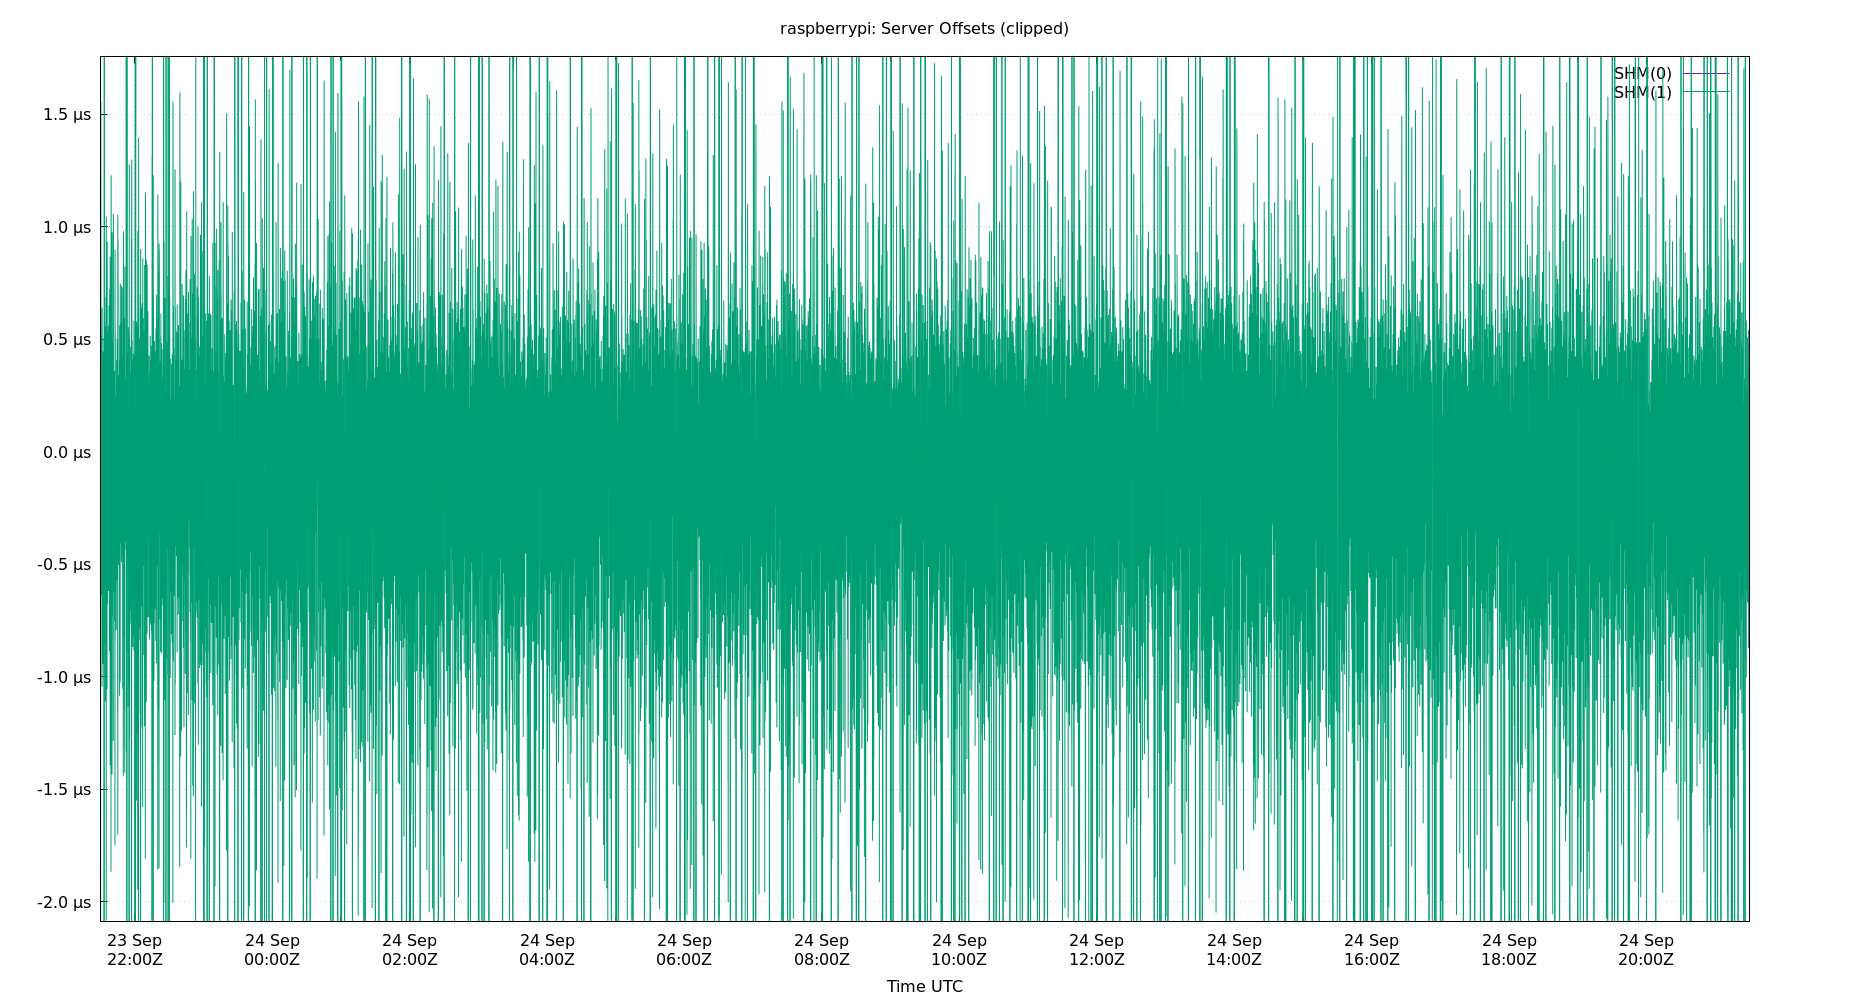 raspberrypi: Server Offsets (clipped)
SHM(0)
SHM(1)
1.5 μs
1.0 μs
0.5 μs
0.0 μs
-0.5 μs
-1.0 μs
-1.5 μs
-2.0 μs
23 Sep 24 Sep 24 Sep 24 Sep 24 Sep 24 Sep 24 Sep 24 Sep 24 Sep 24 Sep 24 Sep 24 Sep
22:00Z 00:00Z 02:00Z 04:00Z 06:00Z 08:00Z 10:00Z 12:00Z 14:00Z 16:00Z 18:00Z 20:00Z
Time UTC